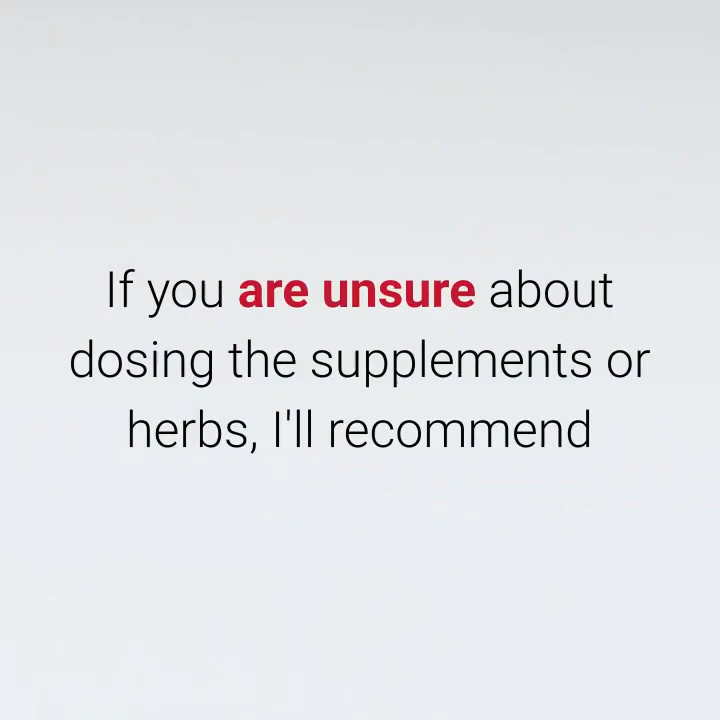 If you are unsure about
dosing the supplements or
herbs, I'll recommend